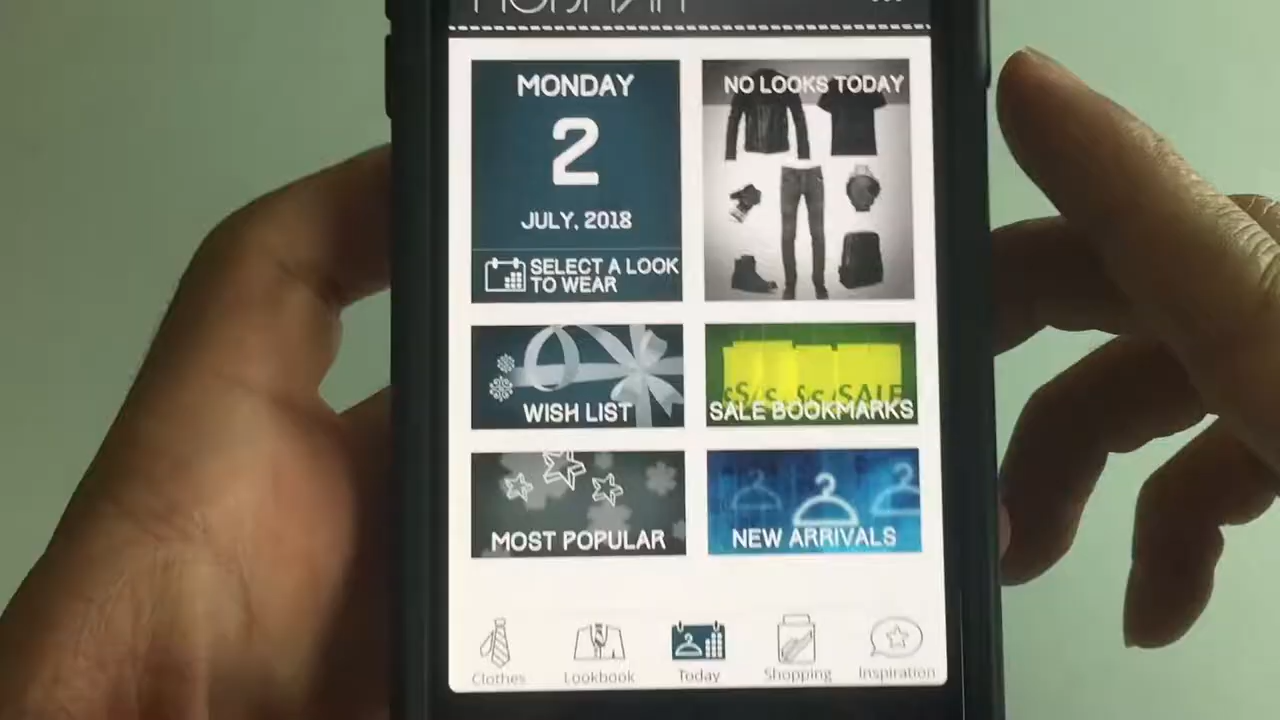 MONDAY
2
JULY, 2018
SELECT A LOOK
TO WEAR
NO LOOKS TODAY
WISH LIST
SALE
SALE BOOKMARKS
MOST POPULAR
NEW ARRIVALS
Clothes
Lookbook
Today
Shopping
Inspiration